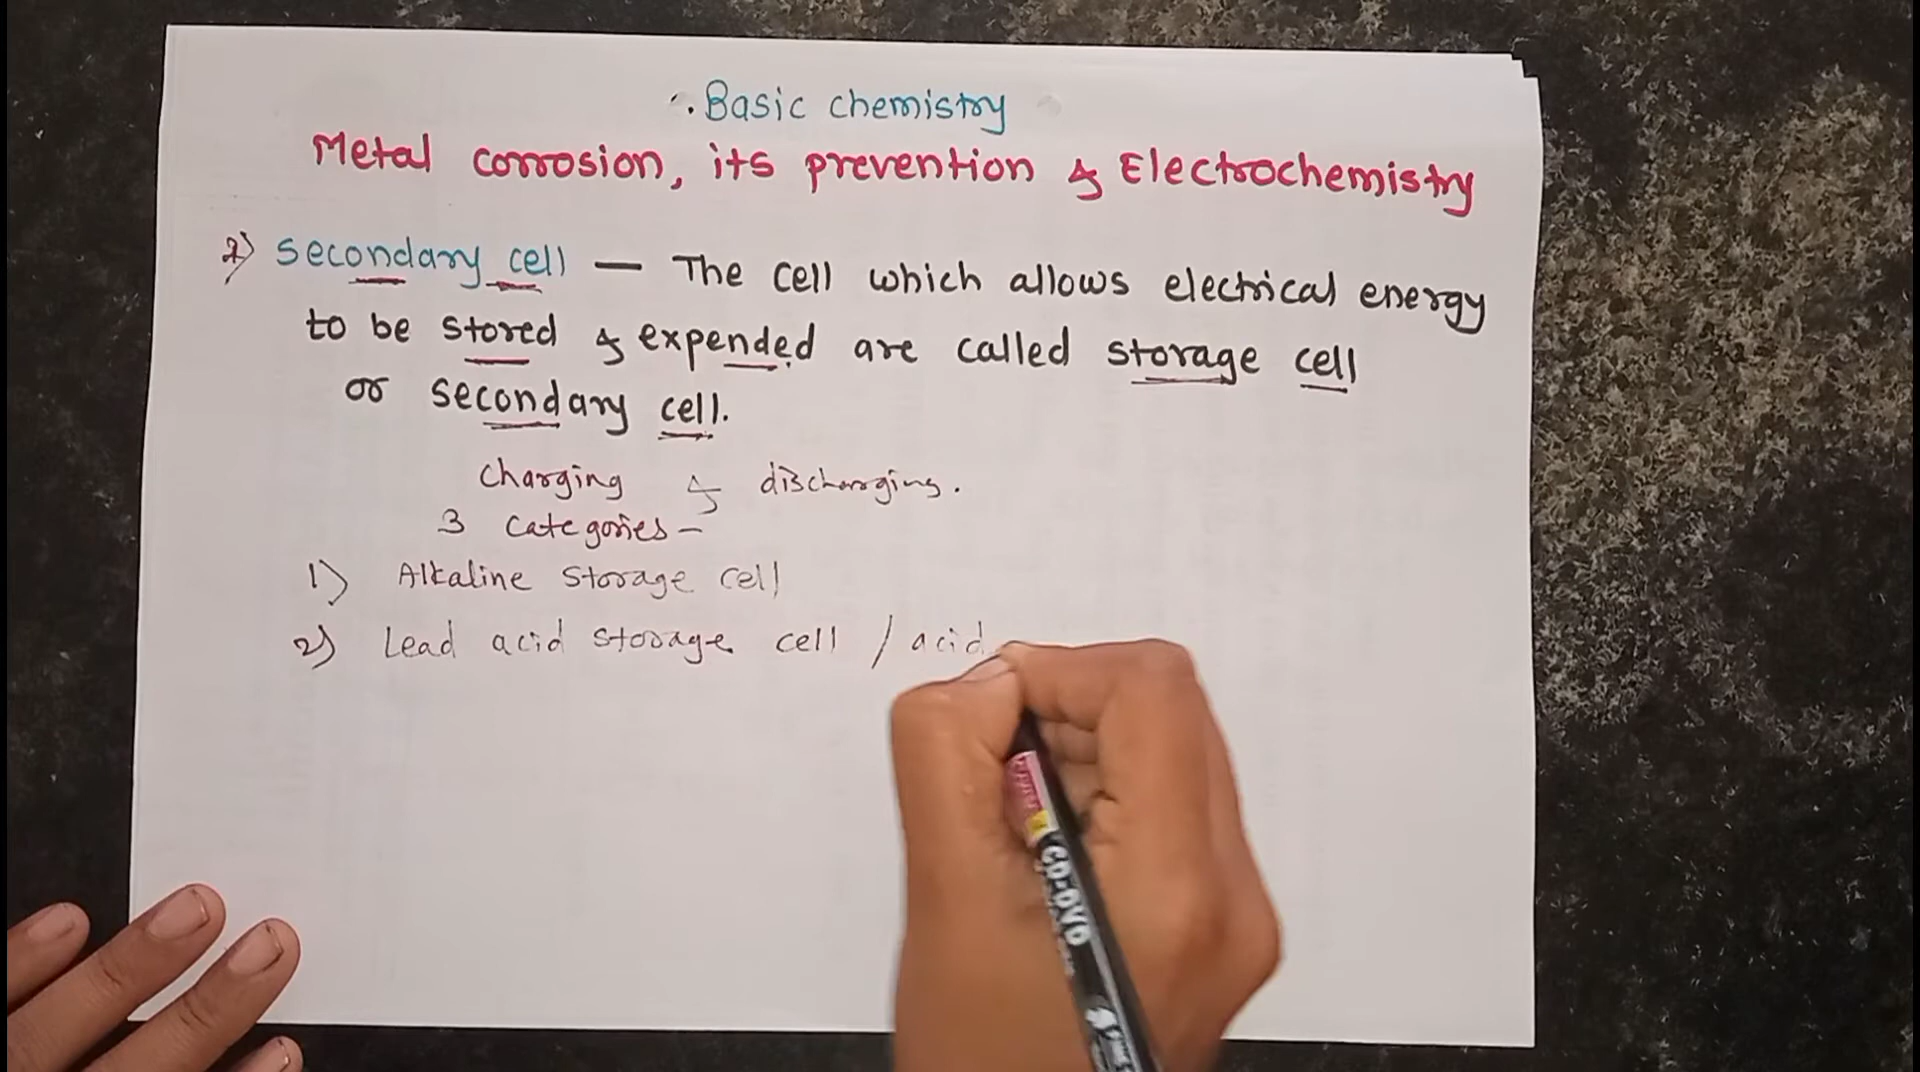 Basic chemistry
Metal corrosion, its prevention & Electrochemistry
2) Secondary cell — The cell which allows electrical energy
to be stored & expended are called storage cell
or secondary cell.
Charging & discharging.
3 Categories –
1) Alkaline Storage Cell
2) Lead acid storage cell / acid
CD-DVD